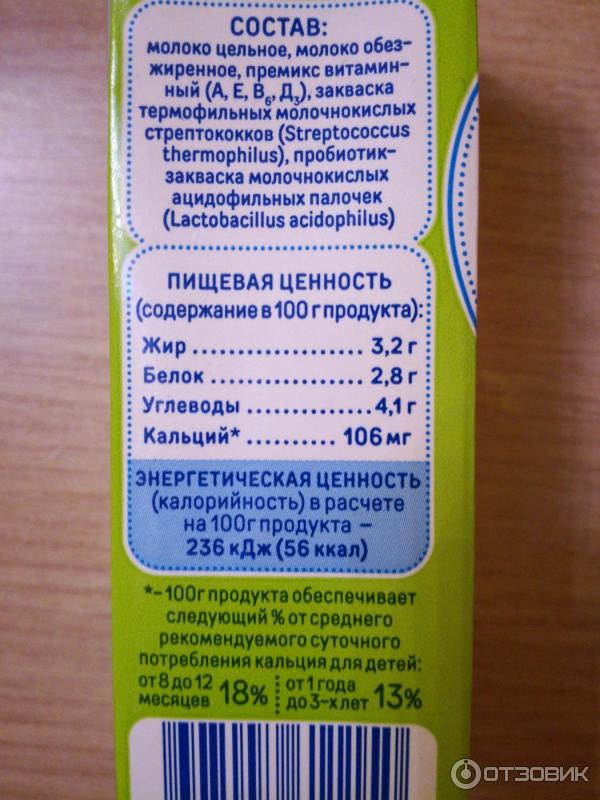 СОСТАВ:
молоко цельное, молоко обез-
жиренное, премикс витамин-
ный (А, Е, В6, Д3), закваска
термофильных молочнокислых
стрептококков (Streptococcus
thermophilus), пробиотик-
закваска молочнокислых
ацидофильных палочек
(Lactobacillus acidophilus)
ПИЩЕВАЯ ЦЕННОСТЬ
(содержание в 100 г продукта):
Жир ................... 3,2 г
Белок ................. 2,8 г
Углеводы ............. 4,1 г
Кальций* .......... 106 мг
ЭНЕРГЕТИЧЕСКАЯ ЦЕННОСТЬ
(калорийность) в расчете
на 100г продукта –
236 кДж (56 ккал)
*– 100г продукта обеспечивает
следующий % от среднего
рекомендуемого суточного
потребления кальция для детей:
от 8 до 12 месяцев 18% от 1 года до 3-х лет 13%
ОТЗОВИК